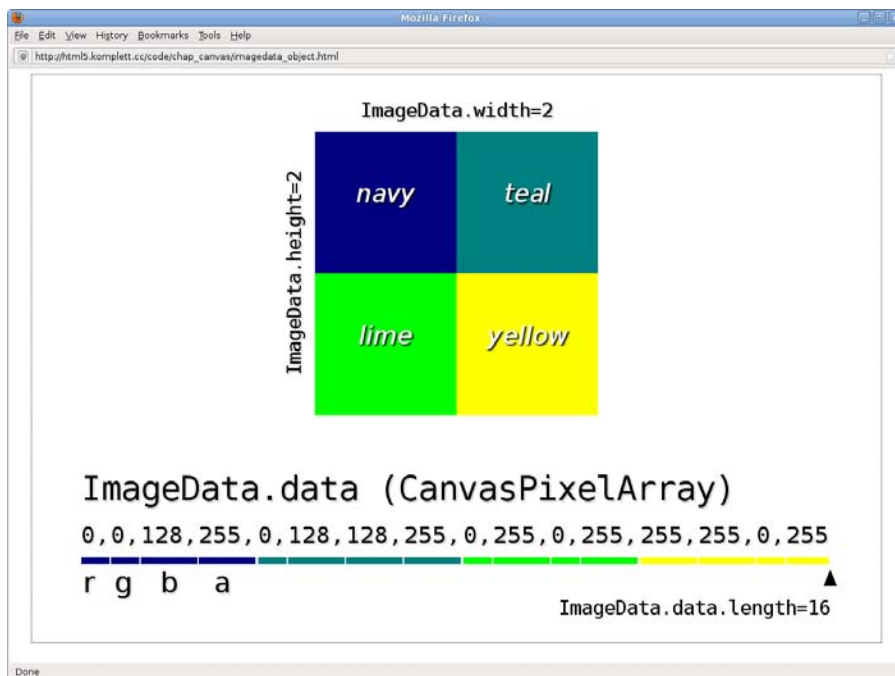 Mozilla Firefox
File Edit View History Bookmarks Tools Help
http://html5.komplett.cc/code/chap_canvas/imagedata_object.html
ImageData.width=2
ImageData.height=2
navy teal
lime yellow
ImageData.data (CanvasPixelArray)
0,0,128,255,0,128,128,255,0,255,0,255,255,255,0,255
r g b a
ImageData.data.length=16
Done